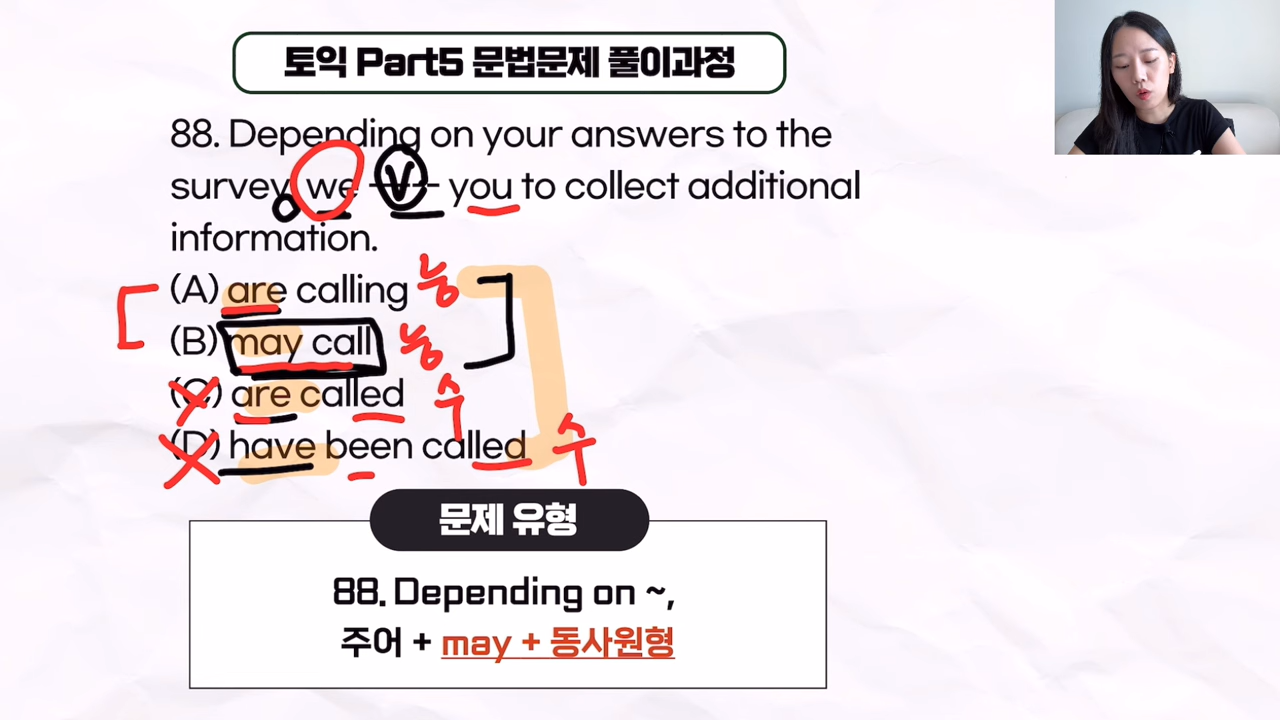 토익 Part5 문법문제 풀이과정
88. Depending on your answers to the
survey, we ---- you to collect additional
information.
V
(A) are calling 능
(B) may call 능
(C) are called 수
(D) have been called 수
문제 유형
88. Depending on ~,
주어 + may + 동사원형